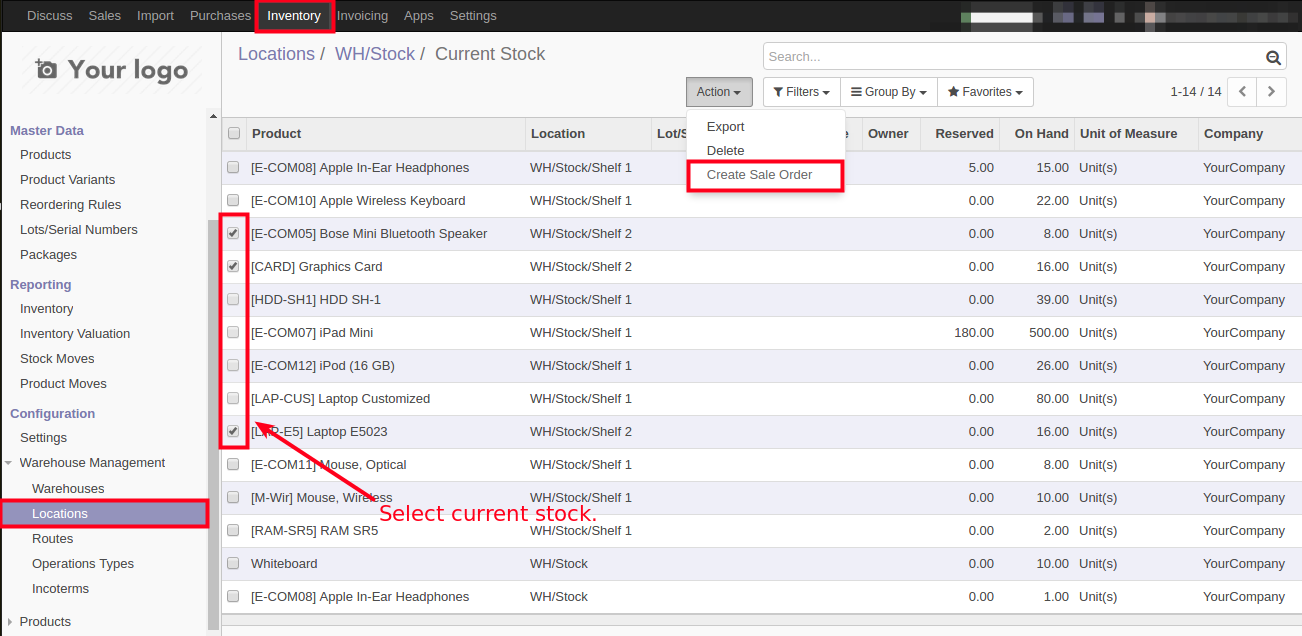 Discuss Sales Import Purchases Inventory Invoicing Apps Settings
Your logo
Locations / WH/Stock / Current Stock
Search...
Action Filters Group By Favorites 1-14 / 14
Export
Delete
Create Sale Order
Master Data
Products
Product Variants
Reordering Rules
Lots/Serial Numbers
Packages
Reporting
Inventory
Inventory Valuation
Stock Moves
Product Moves
Configuration
Settings
Warehouse Management
Warehouses
Locations
Routes
Operations Types
Incoterms
Products
Product Location Lot/S Owner Reserved On Hand Unit of Measure Company
[E-COM08] Apple In-Ear Headphones WH/Stock/Shelf 1 5.00 15.00 Unit(s) YourCompany
[E-COM10] Apple Wireless Keyboard WH/Stock/Shelf 1 0.00 22.00 Unit(s) YourCompany
[E-COM05] Bose Mini Bluetooth Speaker WH/Stock/Shelf 2 0.00 8.00 Unit(s) YourCompany
[CARD] Graphics Card WH/Stock/Shelf 2 0.00 16.00 Unit(s) YourCompany
[HDD-SH1] HDD SH-1 WH/Stock/Shelf 1 0.00 39.00 Unit(s) YourCompany
[E-COM07] iPad Mini WH/Stock/Shelf 1 180.00 500.00 Unit(s) YourCompany
[E-COM12] iPod (16 GB) WH/Stock/Shelf 1 0.00 26.00 Unit(s) YourCompany
[LAP-CUS] Laptop Customized WH/Stock/Shelf 1 0.00 80.00 Unit(s) YourCompany
[LAP-E5] Laptop E5023 WH/Stock/Shelf 2 0.00 16.00 Unit(s) YourCompany
[E-COM11] Mouse, Optical WH/Stock/Shelf 1 0.00 8.00 Unit(s) YourCompany
[M-Wir] Mouse, Wireless WH/Stock/Shelf 1 0.00 10.00 Unit(s) YourCompany
Select current stock.
[RAM-SR5] RAM SR5 WH/Stock/Shelf 1 0.00 2.00 Unit(s) YourCompany
Whiteboard WH/Stock 0.00 10.00 Unit(s) YourCompany
[E-COM08] Apple In-Ear Headphones WH/Stock 0.00 1.00 Unit(s) YourCompany